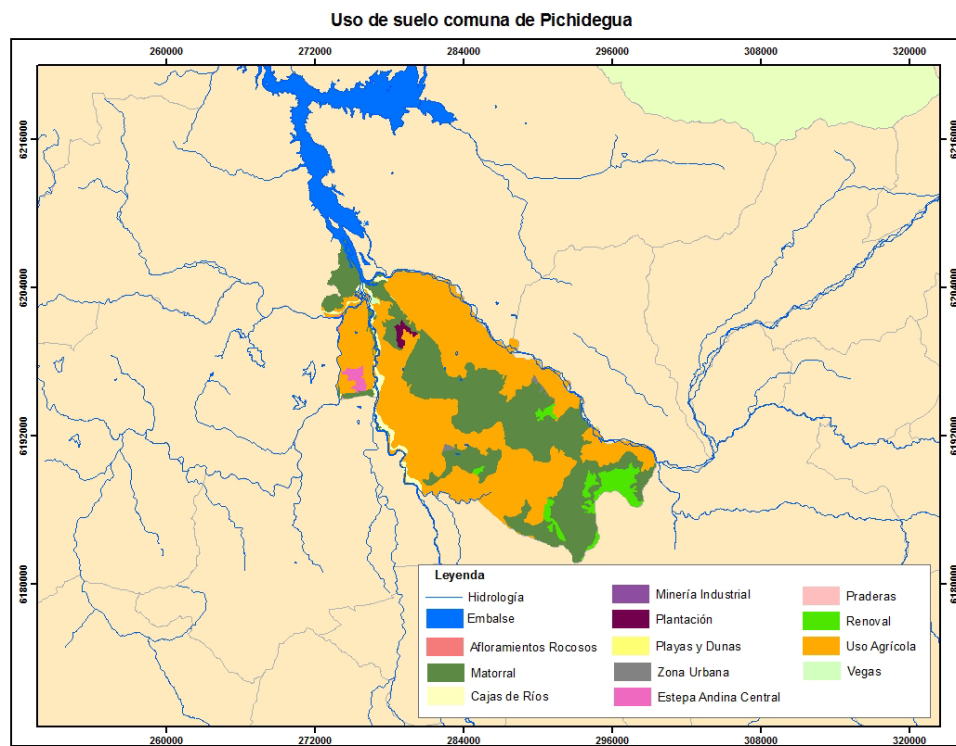 Uso de suelo comuna de Pichidegua
260000 272000 284000 296000 308000 320000
6216000 6216000
6204000 6204000
6192000 6192000
6180000 6180000
Leyenda
Hidrología
Embalse
Afloramientos Rocosos
Matorral
Cajas de Ríos
Minería Industrial
Plantación
Playas y Dunas
Zona Urbana
Estepa Andina Central
Praderas
Renoval
Uso Agrícola
Vegas
260000 272000 284000 296000 308000 320000